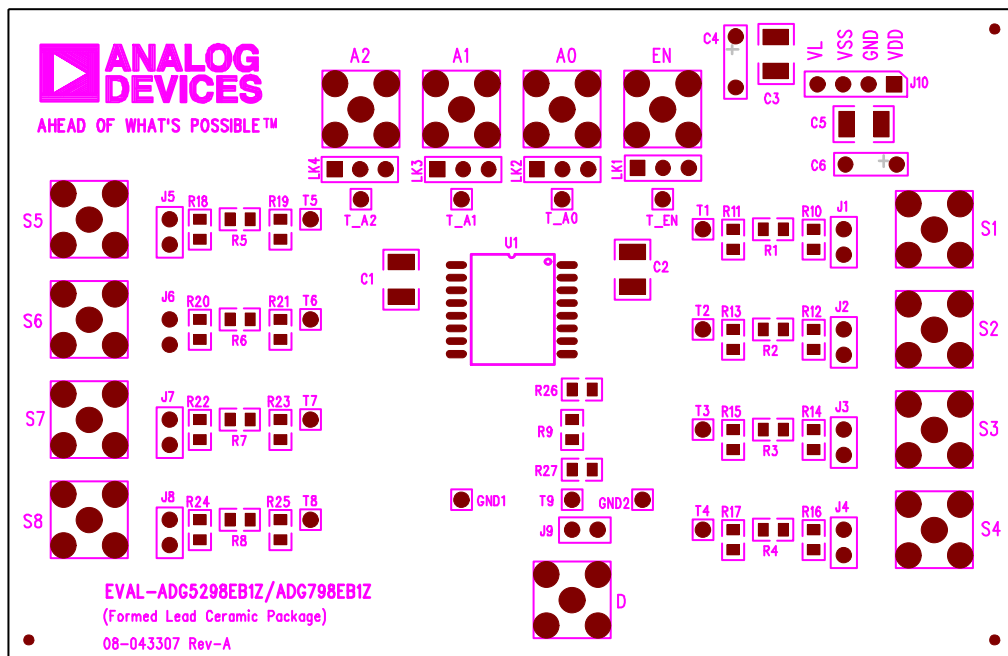 ANALOG
DEVICES
AHEAD OF WHAT'S POSSIBLE™
A2 A1 A0 EN
C4 + C3
VL VSS GND VDD
J10
C5
C6 +
LK4 LK3 LK2 LK1
T_A2 T_A1 T_A0 T_EN
S5 J5 R18 R5 R19 T5
C1 U1 C2
T1 R11 R1 R10 J1 S1
S6 J6 R20 R6 R21 T6
T2 R13 R2 R12 J2 S2
S7 J7 R22 R7 R23 T7
R26
R9
R27
T3 R15 R3 R14 J3 S3
S8 J8 R24 R8 R25 T8
GND1 T9 GND2
J9
T4 R17 R4 R16 J4 S4
D
EVAL-ADG5298EB1Z/ADG798EB1Z
(Formed Lead Ceramic Package)
08-043307 Rev-A